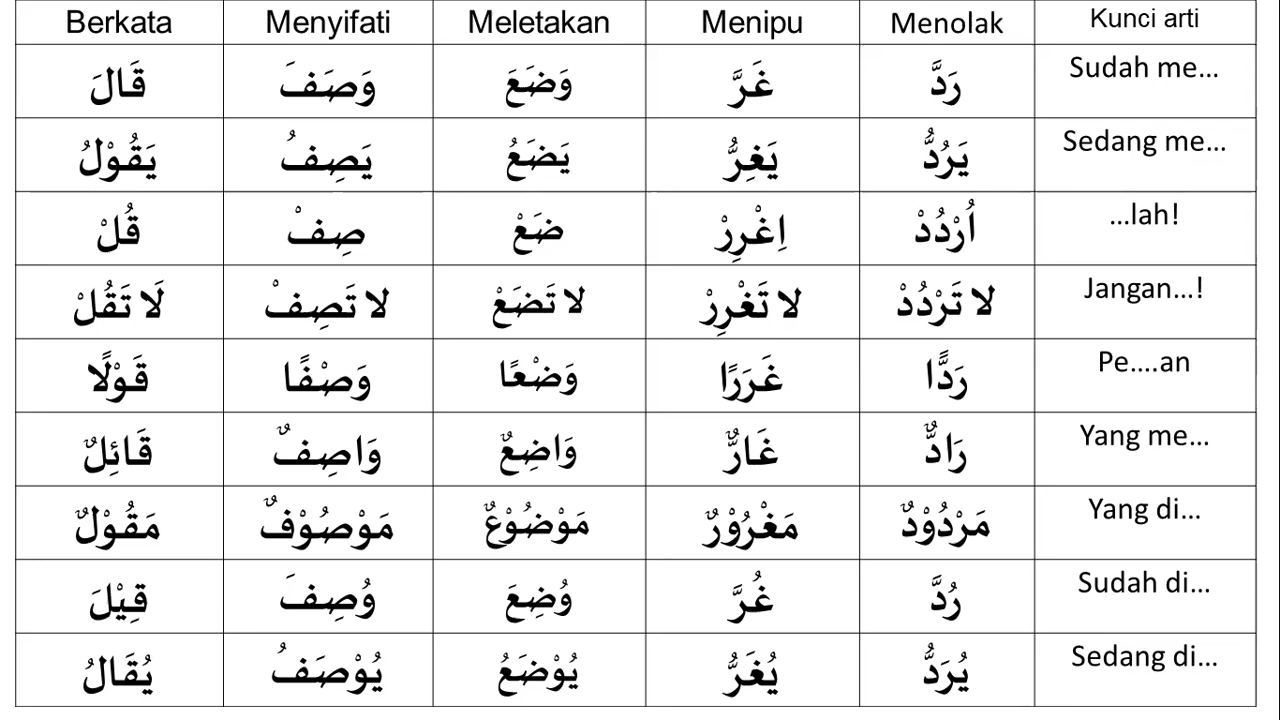 Berkata Menyifati Meletakan Menipu Menolak Kunci arti
قَالَ وَصَفَ وَضَعَ غَرَّ رَدَّ Sudah me...
يَقُوْلُ يَصِفُ يَضَعُ يَغِرُّ يَرُدُّ Sedang me...
قُلْ صِفْ ضَعْ اِغْرِرْ اُرْدُدْ ...lah!
لَا تَقُلْ لا تَصِفْ لا تَضَعْ لا تَغْرِرْ لا تَرْدُدْ Jangan...!
قَوْلًا وَصْفًا وَضْعًا غَرَرًا رَدًّا Pe....an
قَائِلٌ وَاصِفٌ وَاضِعٌ غَارٌّ رَادٌّ Yang me...
مَقُوْلٌ مَوْصُوْفٌ مَوْضُوْعٌ مَغْرُوْرٌ مَرْدُوْدٌ Yang di...
قِيْلَ وُصِفَ وُضِعَ غُرَّ رُدَّ Sudah di...
يُقَالُ يُوْصَفُ يُوْضَعُ يُغَرُّ يُرَدُّ Sedang di...